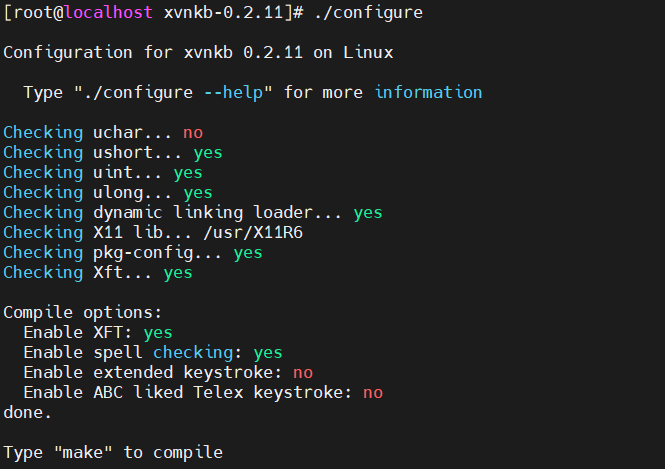 [root@localhost xvnkb-0.2.11]# ./configure
Configuration for xvnkb 0.2.11 on Linux
Type "./configure --help" for more information
Checking uchar... no
Checking ushort... yes
Checking uint... yes
Checking ulong... yes
Checking dynamic linking loader... yes
Checking X11 lib... /usr/X11R6
Checking pkg-config... yes
Checking Xft... yes
Compile options:
Enable XFT: yes
Enable spell checking: yes
Enable extended keystroke: no
Enable ABC liked Telex keystroke: no
done.
Type "make" to compile